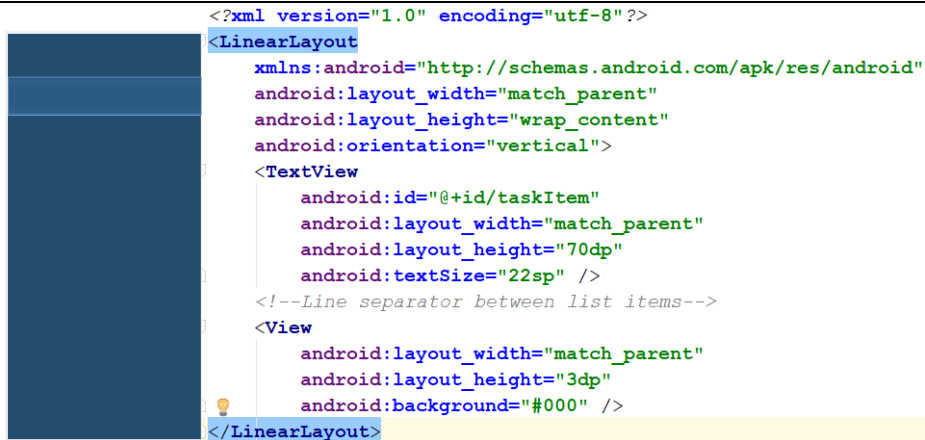 <?xml version="1.0" encoding="utf-8"?>
<LinearLayout
xmlns:android="http://schemas.android.com/apk/res/android"
android:layout_width="match_parent"
android:layout_height="wrap_content"
android:orientation="vertical">
<TextView
android:id="@+id/taskItem"
android:layout_width="match_parent"
android:layout_height="70dp"
android:textSize="22sp" />
<!--Line separator between list items-->
<View
android:layout_width="match_parent"
android:layout_height="3dp"
android:background="#000" />
</LinearLayout>